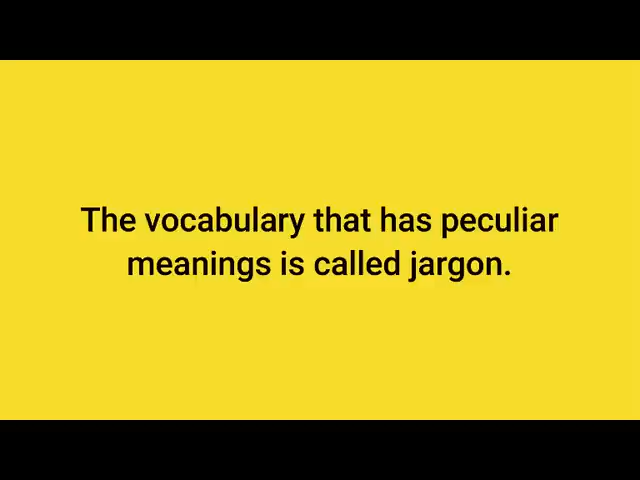 The vocabulary that has peculiar
meanings is called jargon.